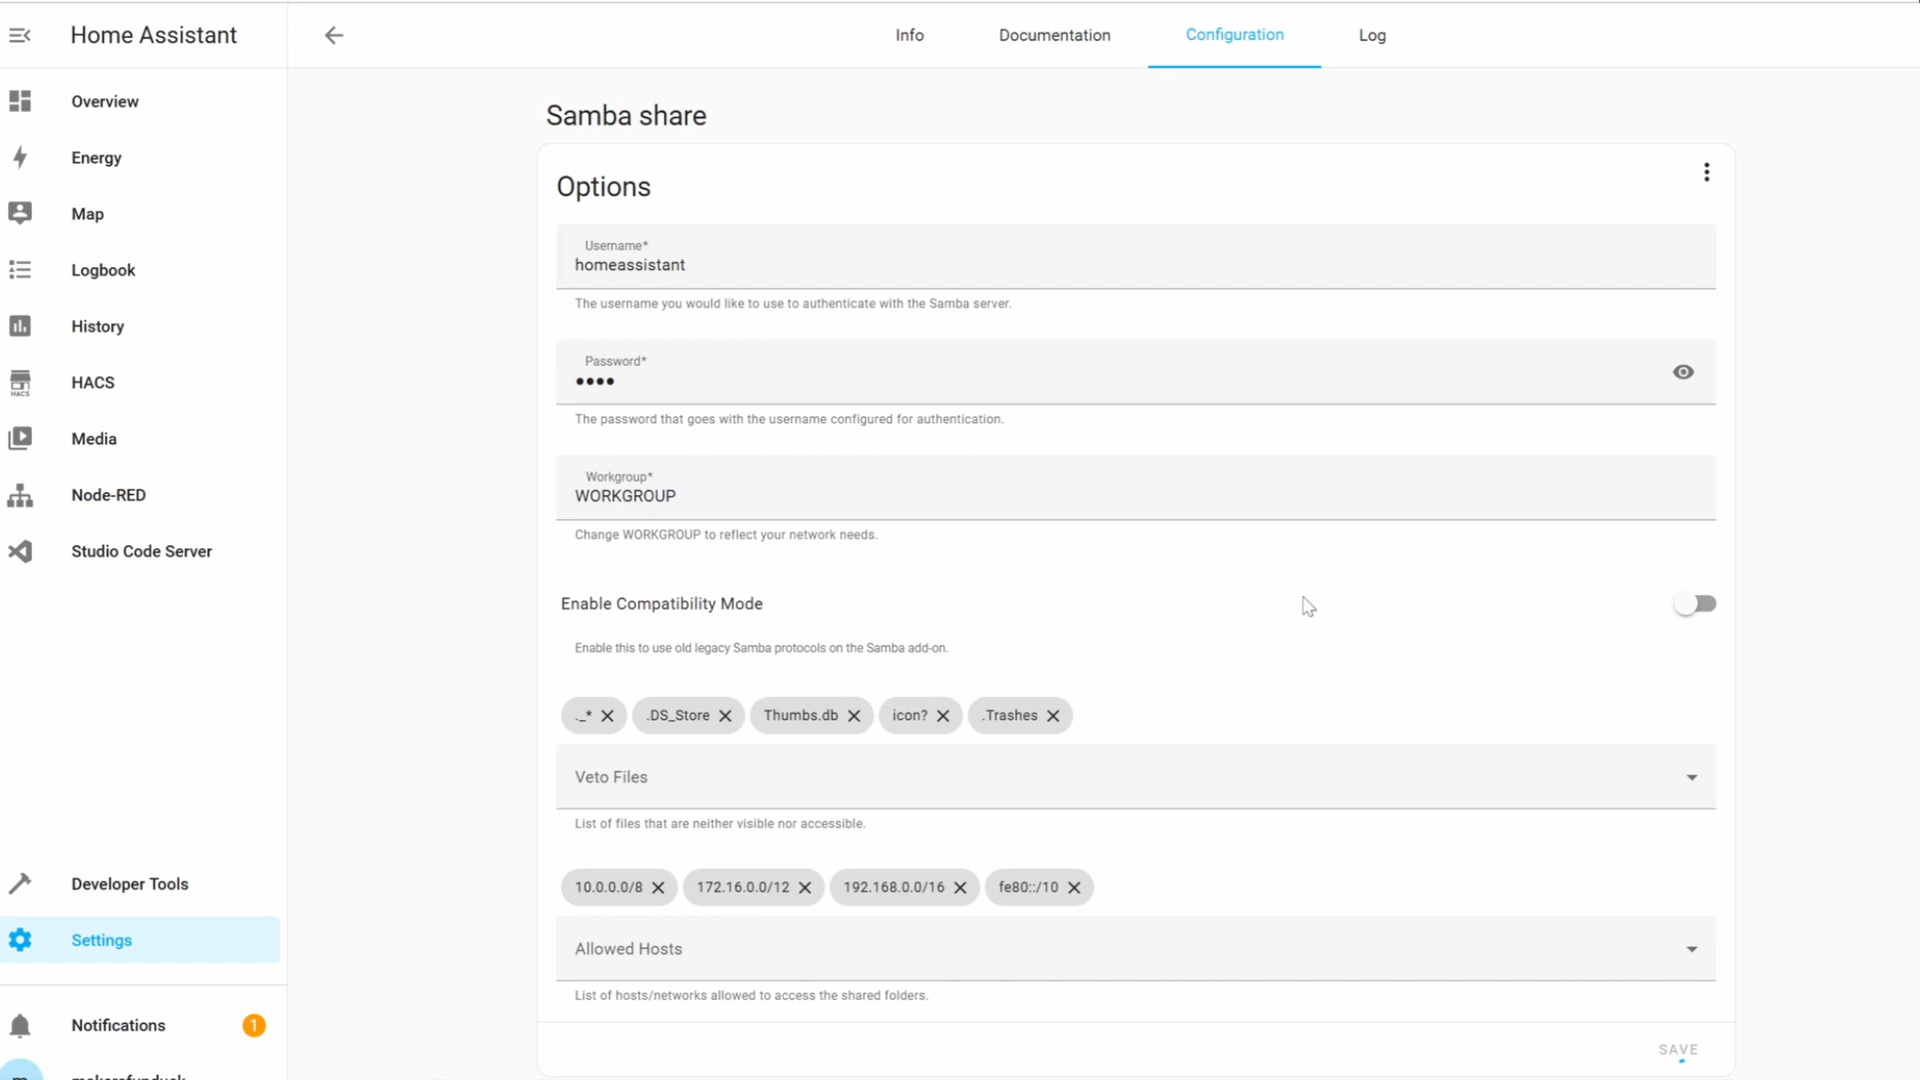 Home Assistant
Info
Documentation
Configuration
Log
Overview
Energy
Map
Logbook
History
HACS
HACS
Media
Node-RED
Studio Code Server
Developer Tools
Settings
Notifications
1
Samba share
Options
Username*
homeassistant
The username you would like to use to authenticate with the Samba server.
Password*
••••
The password that goes with the username configured for authentication.
Workgroup*
WORKGROUP
Change WORKGROUP to reflect your network needs.
Enable Compatibility Mode
Enable this to use old legacy Samba protocols on the Samba add-on.
._* .DS_Store Thumbs.db icon? .Trashes
Veto Files
List of files that are neither visible nor accessible.
10.0.0.0/8 172.16.0.0/12 192.168.0.0/16 fe80::/10
Allowed Hosts
List of hosts/networks allowed to access the shared folders.
SAVE